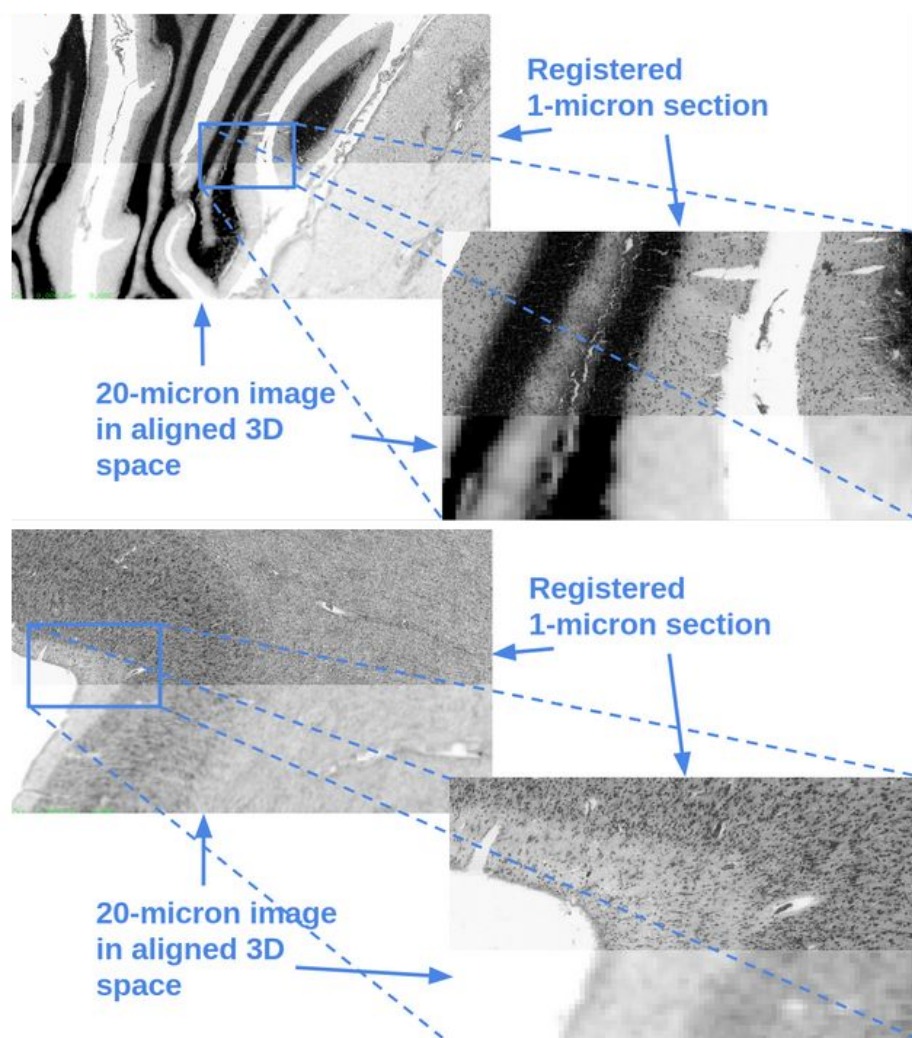 Registered
1-micron section
20-micron image
in aligned 3D
space
Registered
1-micron section
20-micron image
in aligned 3D
space